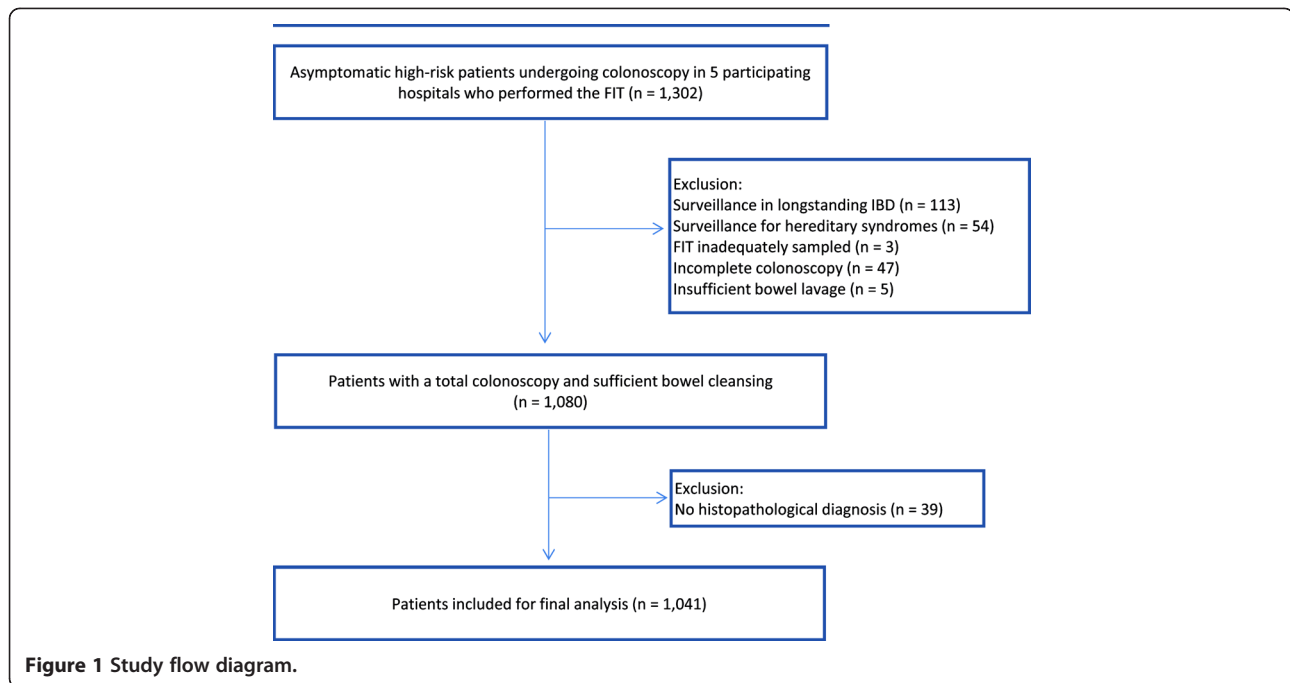 Asymptomatic high-risk patients undergoing colonoscopy in 5 participating
hospitals who performed the FIT (n = 1,302)
Exclusion:
Surveillance in longstanding IBD (n = 113)
Surveillance for hereditary syndromes (n = 54)
FIT inadequately sampled (n = 3)
Incomplete colonoscopy (n = 47)
Insufficient bowel lavage (n = 5)
Patients with a total colonoscopy and sufficient bowel cleansing
(n = 1,080)
Exclusion:
No histopathological diagnosis (n = 39)
Patients included for final analysis (n = 1,041)
Figure 1 Study flow diagram.